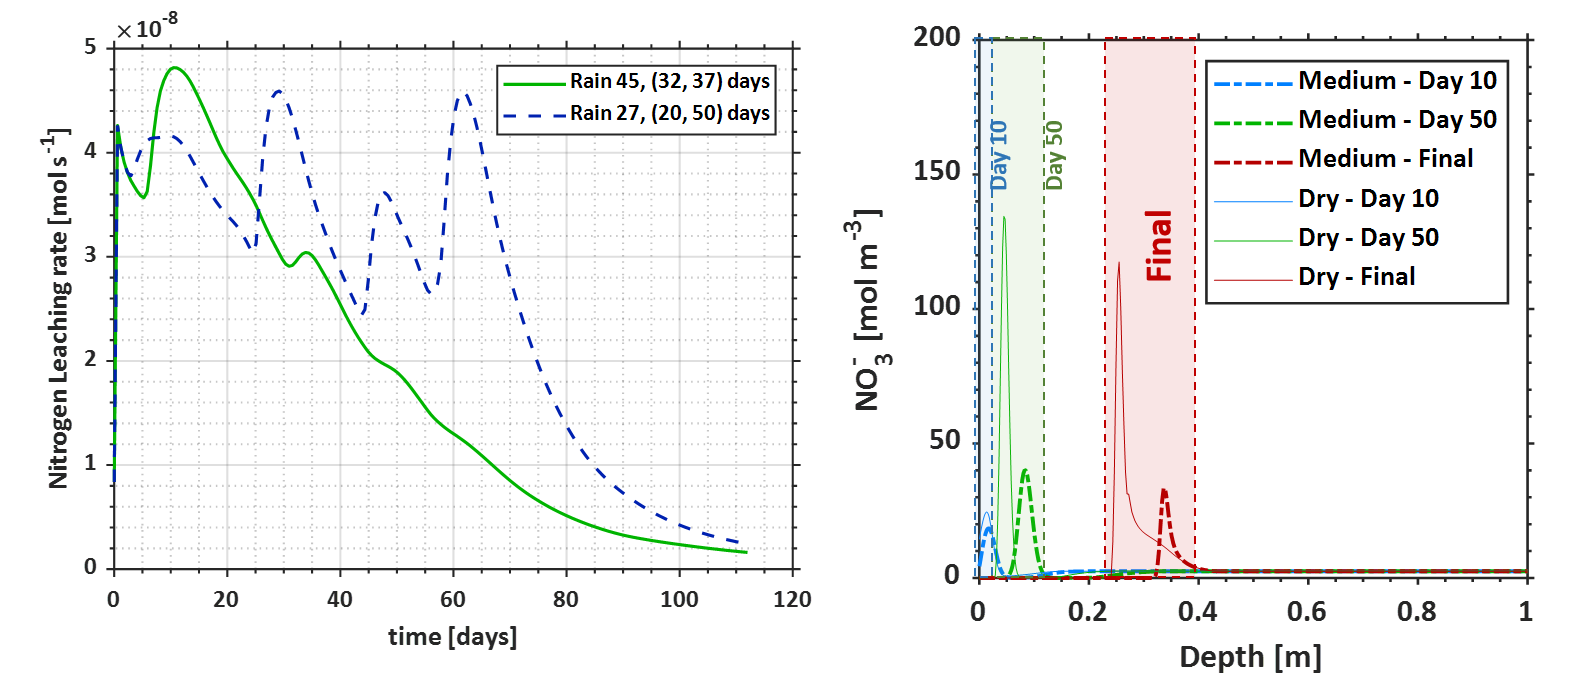 × 10⁻⁸
5
4
3
2
1
0
0 20 40 60 80 100 120
time [days]
Nitrogen Leaching rate [mol s⁻¹]
Rain 45, (32, 37) days
Rain 27, (20, 50) days
200
150
100
50
0
0 0.2 0.4 0.6 0.8 1
Depth [m]
NO₃⁻ [mol m⁻³]
Day 10
Day 50
Final
Medium - Day 10
Medium - Day 50
Medium - Final
Dry - Day 10
Dry - Day 50
Dry - Final